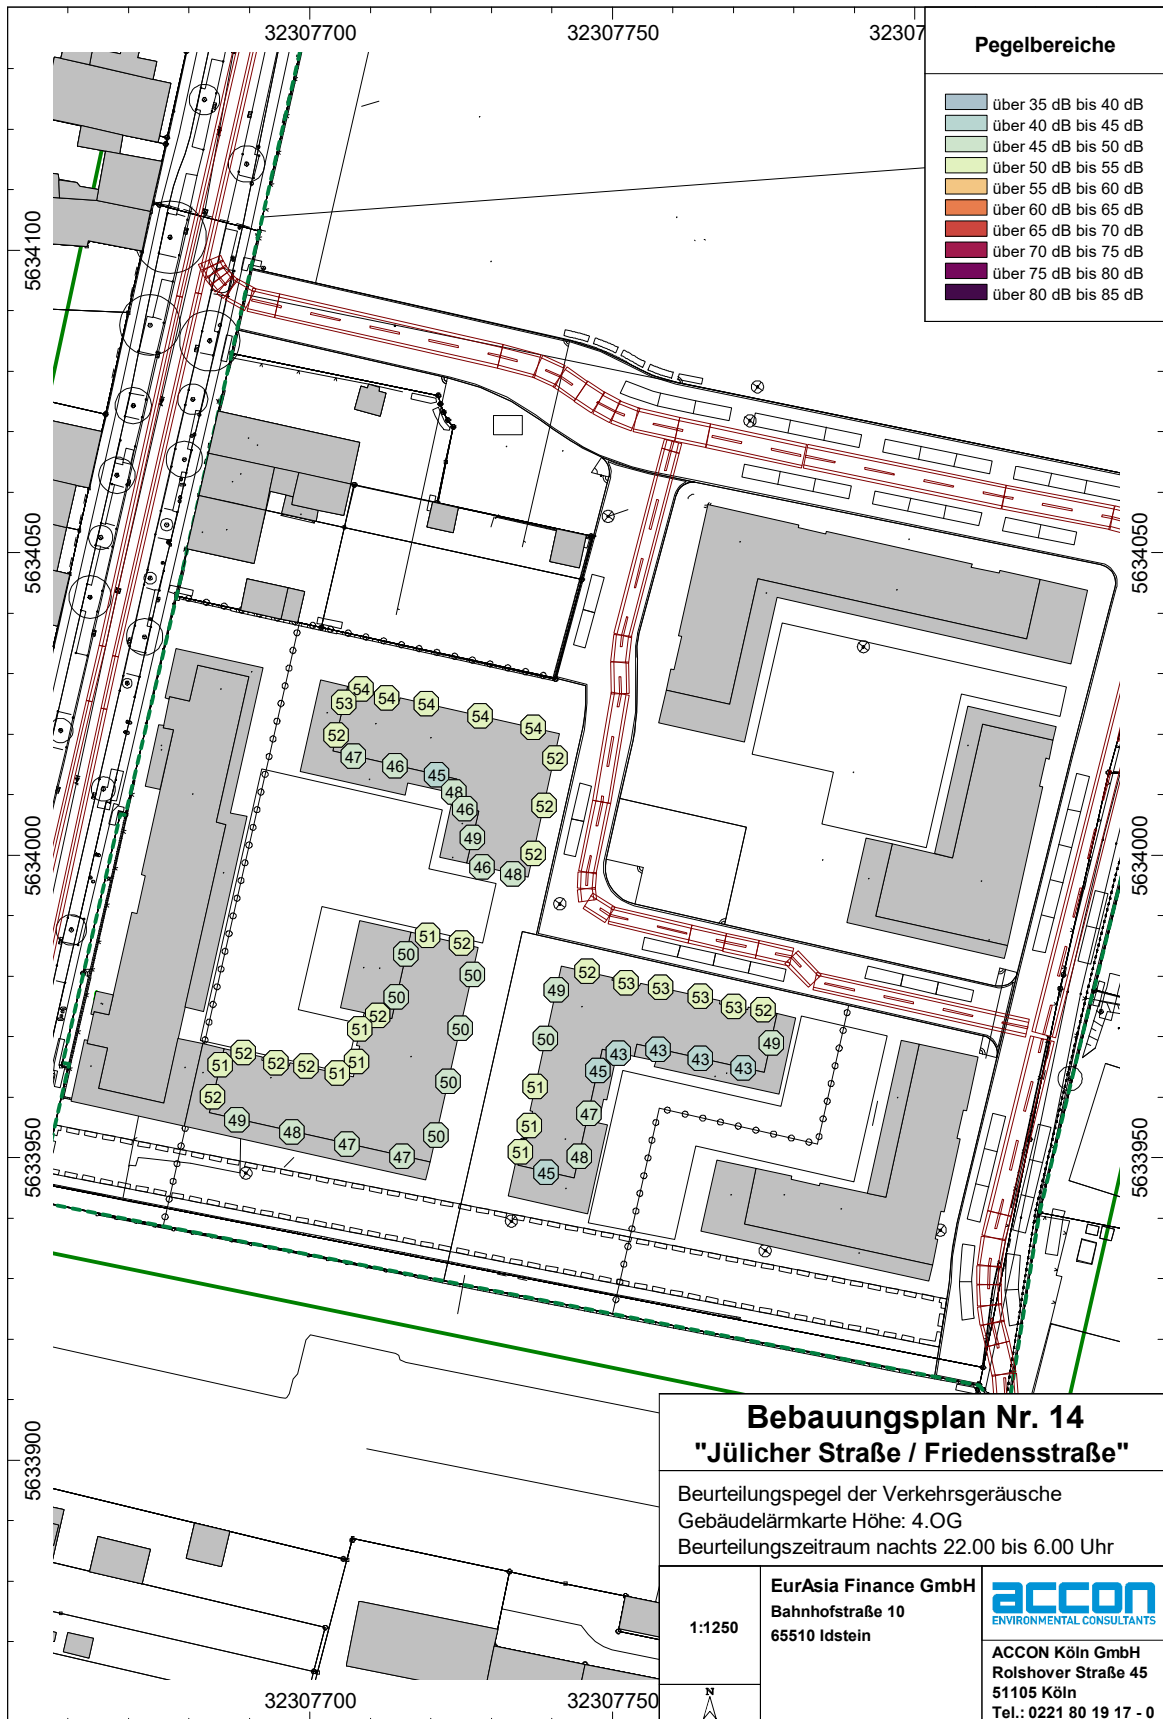 32307700
32307750
32307
Pegelbereiche
über 35 dB bis 40 dB
über 40 dB bis 45 dB
über 45 dB bis 50 dB
über 50 dB bis 55 dB
über 55 dB bis 60 dB
über 60 dB bis 65 dB
über 65 dB bis 70 dB
über 70 dB bis 75 dB
über 75 dB bis 80 dB
über 80 dB bis 85 dB
5634100
5634050
5634050
5634000
5634000
5633950
5633950
5633900
54
53
54
54
54
54
52
52
47
46
45
48
46
49
46
48
52
52
52
51
52
50
50
50
52
51
51
50
50
50
52
51
52
52
51
52
49
48
47
47
50
52
53
53
53
53
52
49
49
50
43
43
43
43
45
51
47
51
51
48
45
Bebauungsplan Nr. 14
"Jülicher Straße / Friedensstraße"
Beurteilungspegel der Verkehrsgeräusche
Gebäudelärmkarte Höhe: 4.OG
Beurteilungszeitraum nachts 22.00 bis 6.00 Uhr
1:1250
N
EurAsia Finance GmbH
Bahnhofstraße 10
65510 Idstein
accon
ENVIRONMENTAL CONSULTANTS
ACCON Köln GmbH
Rolshover Straße 45
51105 Köln
Tel.: 0221 80 19 17 - 0
32307700
32307750